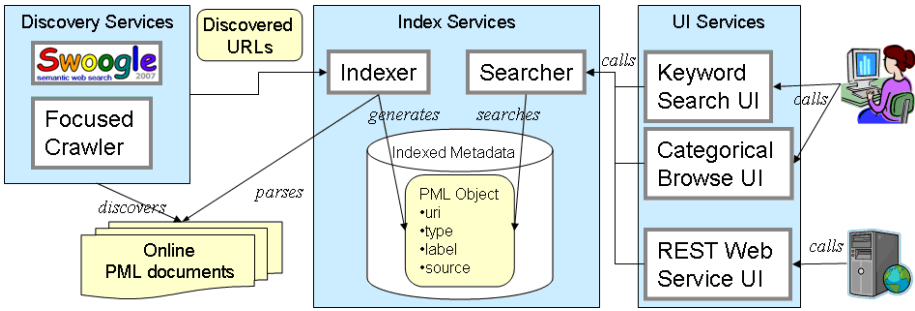 Discovery Services
Swoogle
semantic web search 2007
Focused
Crawler
Discovered
URLs
discovers
parses
Online
PML documents
Index Services
Indexer
Searcher
generates
searches
Indexed Metadata
PML Object
•uri
•type
•label
•source
UI Services
calls
Keyword
Search UI
calls
Categorical
Browse UI
REST Web
Service UI
calls